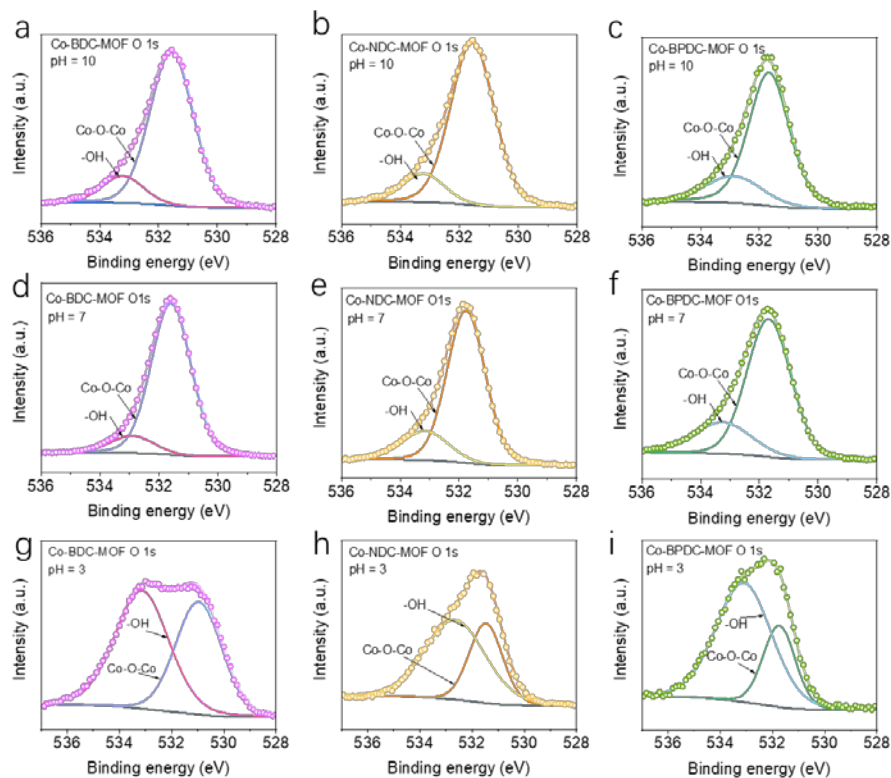 a
Co-BDC-MOF O 1s
pH = 10
Co-O-Co
-OH
Intensity (a.u.)
536 534 532 530 528
Binding energy (eV)
b
Co-NDC-MOF O 1s
pH = 10
Co-O-Co
-OH
Intensity (a.u.)
536 534 532 530 528
Binding energy (eV)
c
Co-BPDC-MOF O 1s
pH = 10
Co-O-Co
-OH
Intensity (a.u.)
536 534 532 530 528
Binding energy (eV)
d
Co-BDC-MOF O1s
pH = 7
Co-O-Co
-OH
Intensity (a.u.)
536 534 532 530 528
Binding energy (eV)
e
Co-NDC-MOF O1s
pH = 7
Co-O-Co
-OH
Intensity (a.u.)
536 534 532 530 528
Binding energy (eV)
f
Co-BPDC-MOF O1s
pH = 7
Co-O-Co
-OH
Intensity (a.u.)
536 534 532 530 528
Binding energy (eV)
g
Co-BDC-MOF O 1s
pH = 3
-OH
Co-O-Co
Intensity (a.u.)
536 534 532 530 528
Binding energy (eV)
h
Co-NDC-MOF O 1s
pH = 3
-OH
Co-O-Co
Intensity (a.u.)
536 534 532 530 528
Binding energy (eV)
i
Co-BPDC-MOF O 1s
pH = 3
-OH
Co-O-Co
Intensity (a.u.)
536 534 532 530 528
Binding energy (eV)